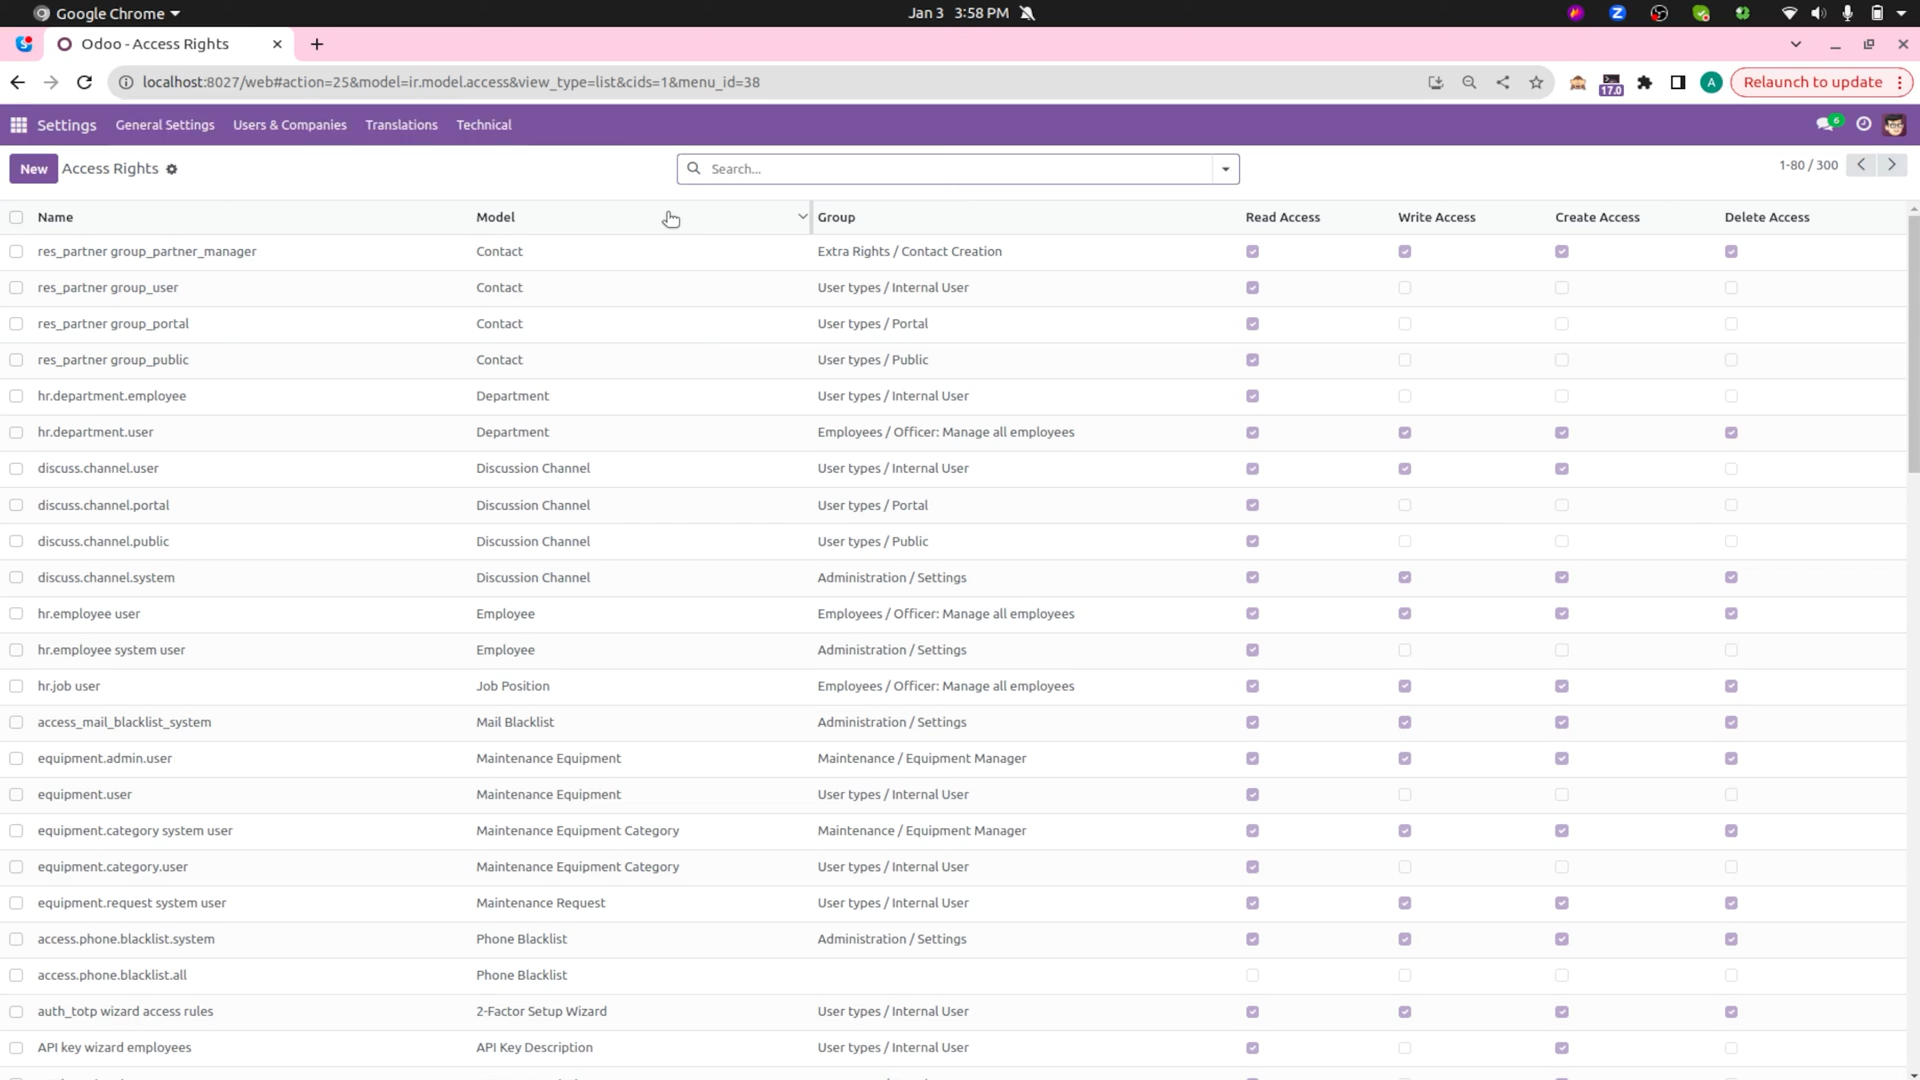 Google Chrome
Jan 3 3:58 PM
Odoo - Access Rights
localhost:8027/web#action=25&model=ir.model.access&view_type=list&cids=1&menu_id=38
17.0
A
Relaunch to update
Settings General Settings Users & Companies Translations Technical
6
New Access Rights Search... 1-80 / 300
Name Model Group Read Access Write Access Create Access Delete Access
res_partner group_partner_manager Contact Extra Rights / Contact Creation
res_partner group_user Contact User types / Internal User
res_partner group_portal Contact User types / Portal
res_partner group_public Contact User types / Public
hr.department.employee Department User types / Internal User
hr.department.user Department Employees / Officer: Manage all employees
discuss.channel.user Discussion Channel User types / Internal User
discuss.channel.portal Discussion Channel User types / Portal
discuss.channel.public Discussion Channel User types / Public
discuss.channel.system Discussion Channel Administration / Settings
hr.employee user Employee Employees / Officer: Manage all employees
hr.employee system user Employee Administration / Settings
hr.job user Job Position Employees / Officer: Manage all employees
access_mail_blacklist_system Mail Blacklist Administration / Settings
equipment.admin.user Maintenance Equipment Maintenance / Equipment Manager
equipment.user Maintenance Equipment User types / Internal User
equipment.category system user Maintenance Equipment Category Maintenance / Equipment Manager
equipment.category.user Maintenance Equipment Category User types / Internal User
equipment.request system user Maintenance Request User types / Internal User
access.phone.blacklist.system Phone Blacklist Administration / Settings
access.phone.blacklist.all Phone Blacklist
auth_totp wizard access rules 2-Factor Setup Wizard User types / Internal User
API key wizard employees API Key Description User types / Internal User